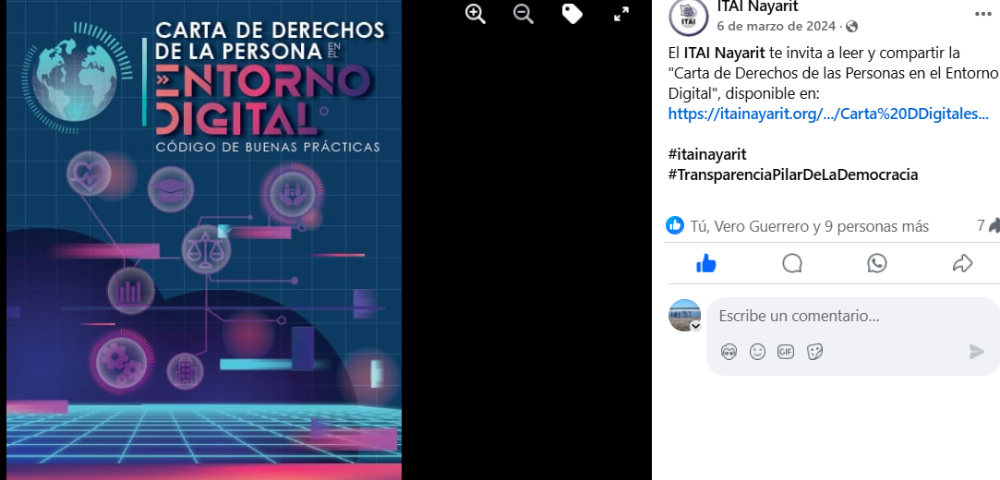 CARTA DE DERECHOS
DE LA PERSONA EN EL
ENTORNO
DIGITAL
CÓDIGO DE BUENAS PRÁCTICAS
ITAI
ITAI Nayarit
6 de marzo de 2024 ·
El ITAI Nayarit te invita a leer y compartir la
"Carta de Derechos de las Personas en el Entorno
Digital", disponible en:
https://itainayarit.org/.../Carta%20DDigitales...
#itainayarit
#TransparenciaPilarDeLaDemocracia
Tú, Vero Guerrero y 9 personas más
7
Escribe un comentario...
GIF